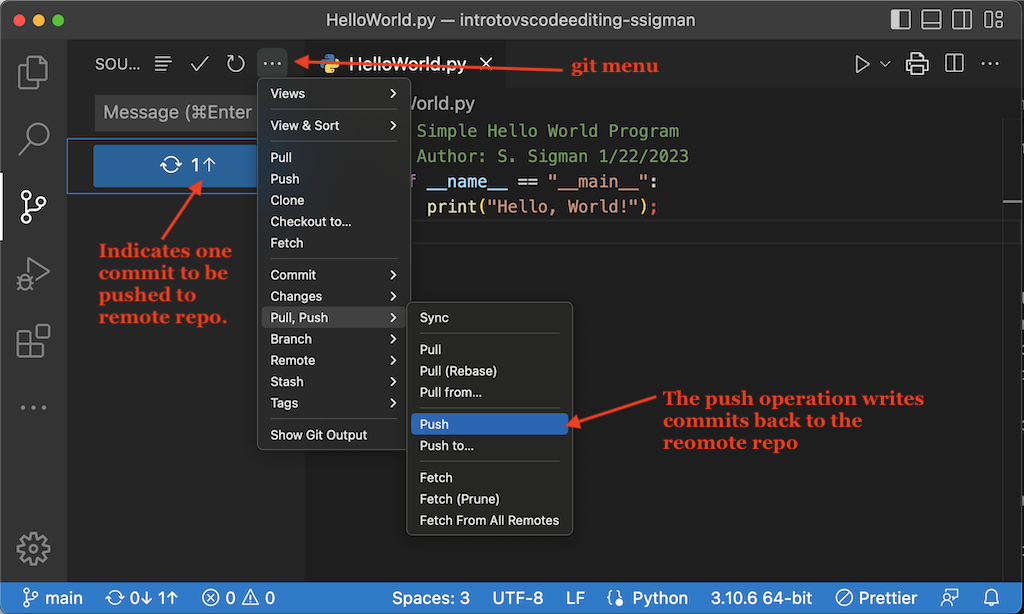 HelloWorld.py — introtovscodeediting-ssigman
SOU...
HelloWorld.py
git menu
Message (⌘Enter
1↑
Indicates one
commit to be
pushed to
remote repo.
Views
View & Sort
Pull
Push
Clone
Checkout to...
Fetch
Commit
Changes
Pull, Push
Branch
Remote
Stash
Tags
Show Git Output
World.py
Simple Hello World Program
Author: S. Sigman 1/22/2023
f __name__ == "__main__":
print("Hello, World!");
Sync
Pull
Pull (Rebase)
Pull from...
Push
Push to...
Fetch
Fetch (Prune)
Fetch From All Remotes
The push operation writes
commits back to the
reomote repo
main 0↓ 1↑ 0 0 Spaces: 3 UTF-8 LF Python 3.10.6 64-bit Prettier